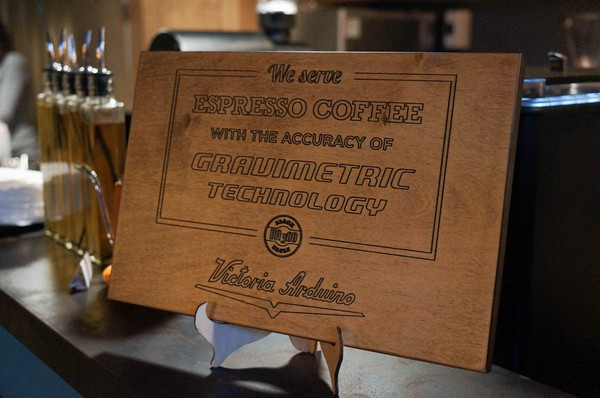 We serve
ESPRESSO COFFEE
WITH THE ACCURACY OF
GRAVIMETRIC
TECHNOLOGY
Victoria Arduino